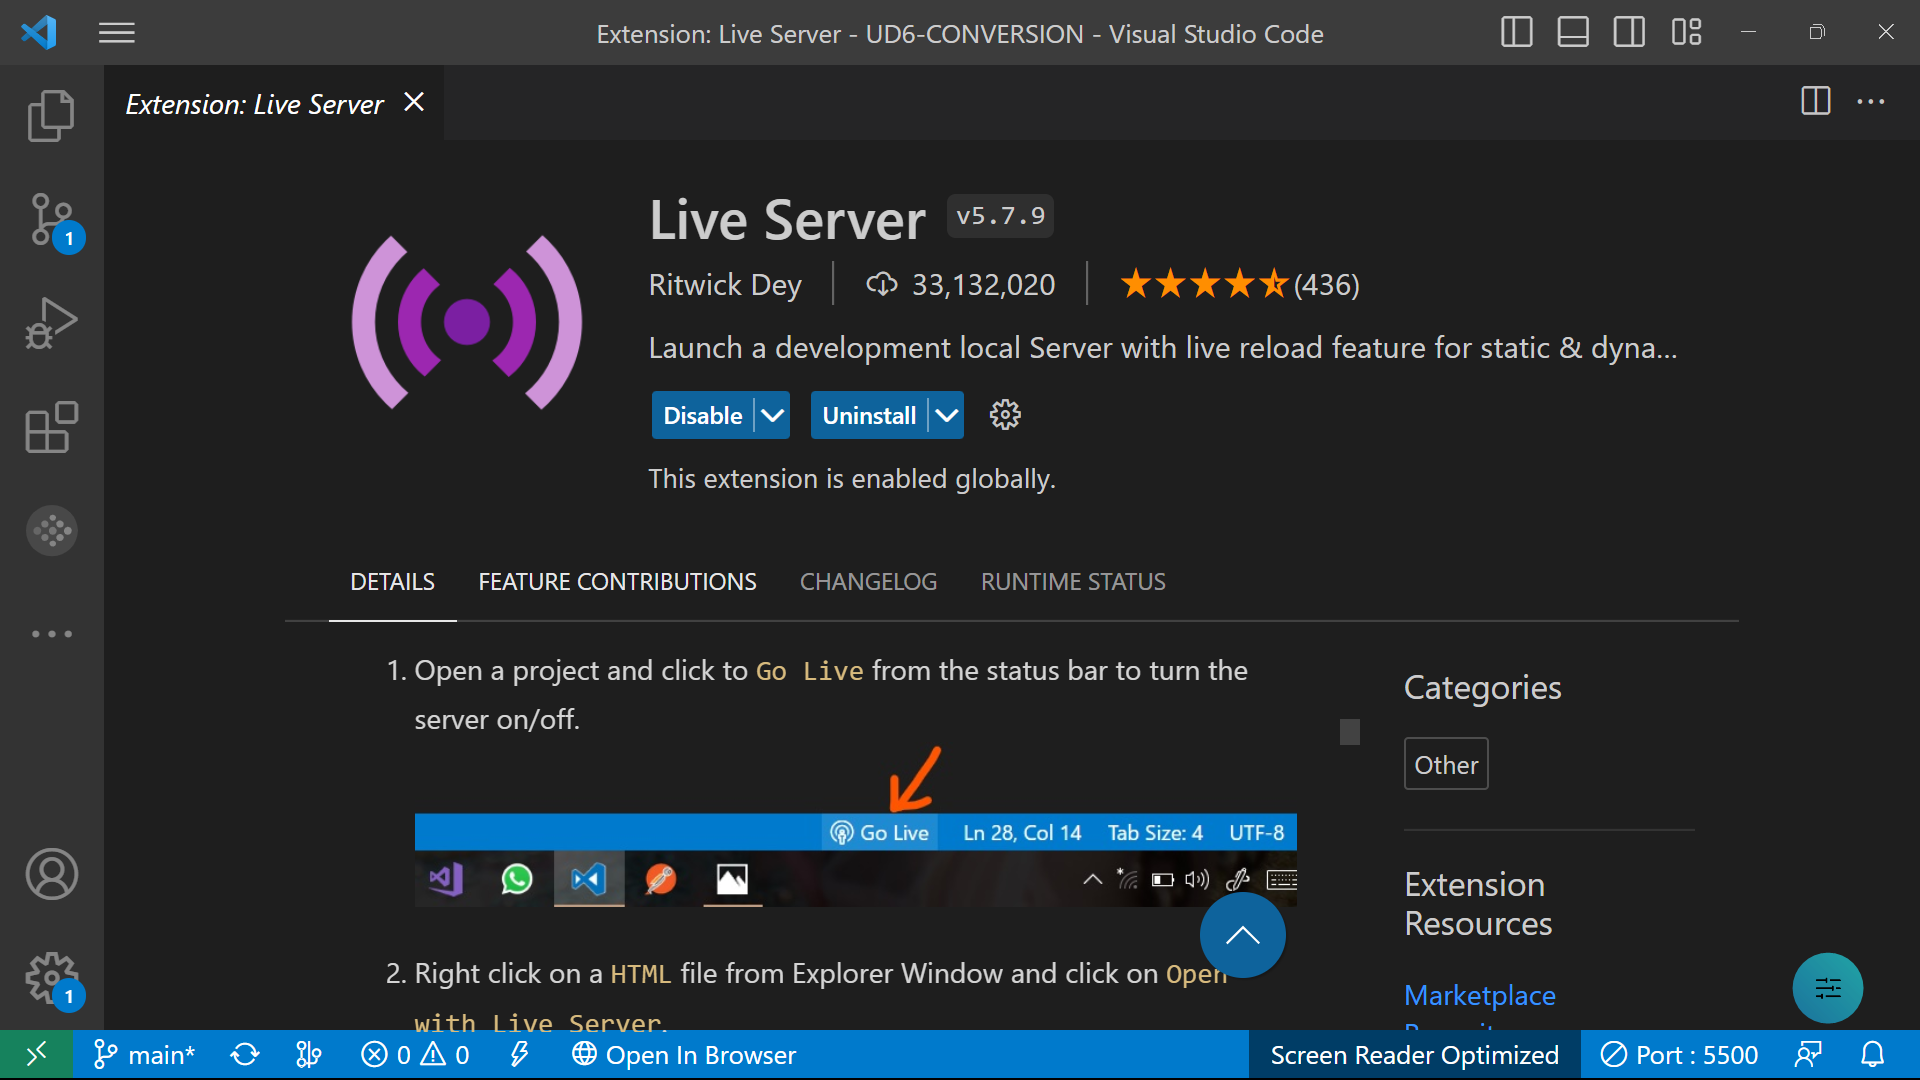 Extension: Live Server - UD6-CONVERSION - Visual Studio Code
Extension: Live Server
Live Server v5.7.9
Ritwick Dey 33,132,020 (436)
Launch a development local Server with live reload feature for static & dyna...
Disable Uninstall
This extension is enabled globally.
DETAILS FEATURE CONTRIBUTIONS CHANGELOG RUNTIME STATUS
1. Open a project and click to Go Live from the status bar to turn the
server on/off.
Go Live Ln 28, Col 14 Tab Size: 4 UTF-8
2. Right click on a HTML file from Explorer Window and click on Open
with Live Server.
Categories
Other
Extension
Resources
Marketplace
1
1
main* 0 0 Open In Browser Screen Reader Optimized Port : 5500